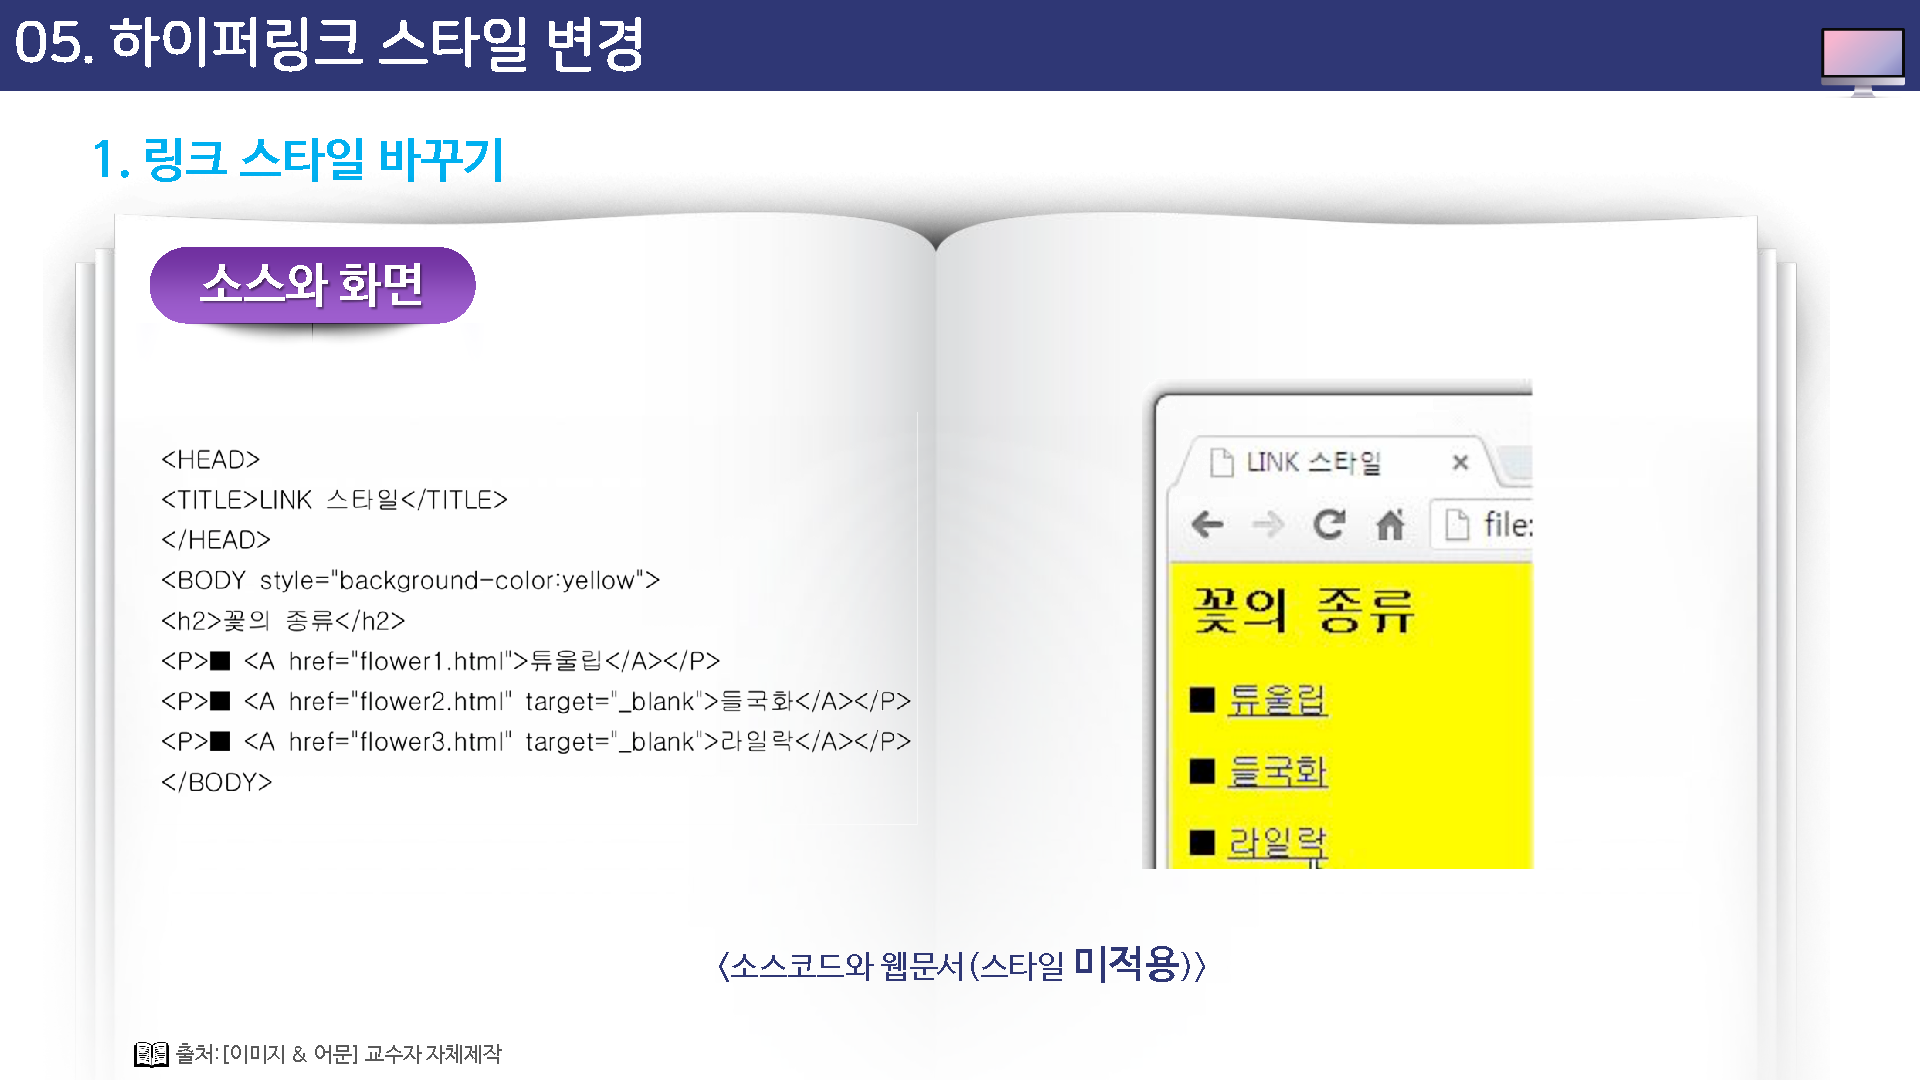 05. 하이퍼링크 스타일 변경
1. 링크 스타일 바꾸기
소스와 화면
<HEAD>
<TITLE>LINK 스타일</TITLE>
</HEAD>
<BODY style="background-color:yellow">
<h2>꽃의 종류</h2>
<P>■ <A href="flower1.html">튜울립</A></P>
<P>■ <A href="flower2.html" target="_blank">들국화</A></P>
<P>■ <A href="flower3.html" target="_blank">라일락</A></P>
</BODY>
LINK 스타일
file:
꽃의 종류
■ 튜울립
■ 들국화
■ 라일락
<소스코드와 웹문서(스타일 미적용)>
출처: [이미지 & 어문] 교수자 자체제작